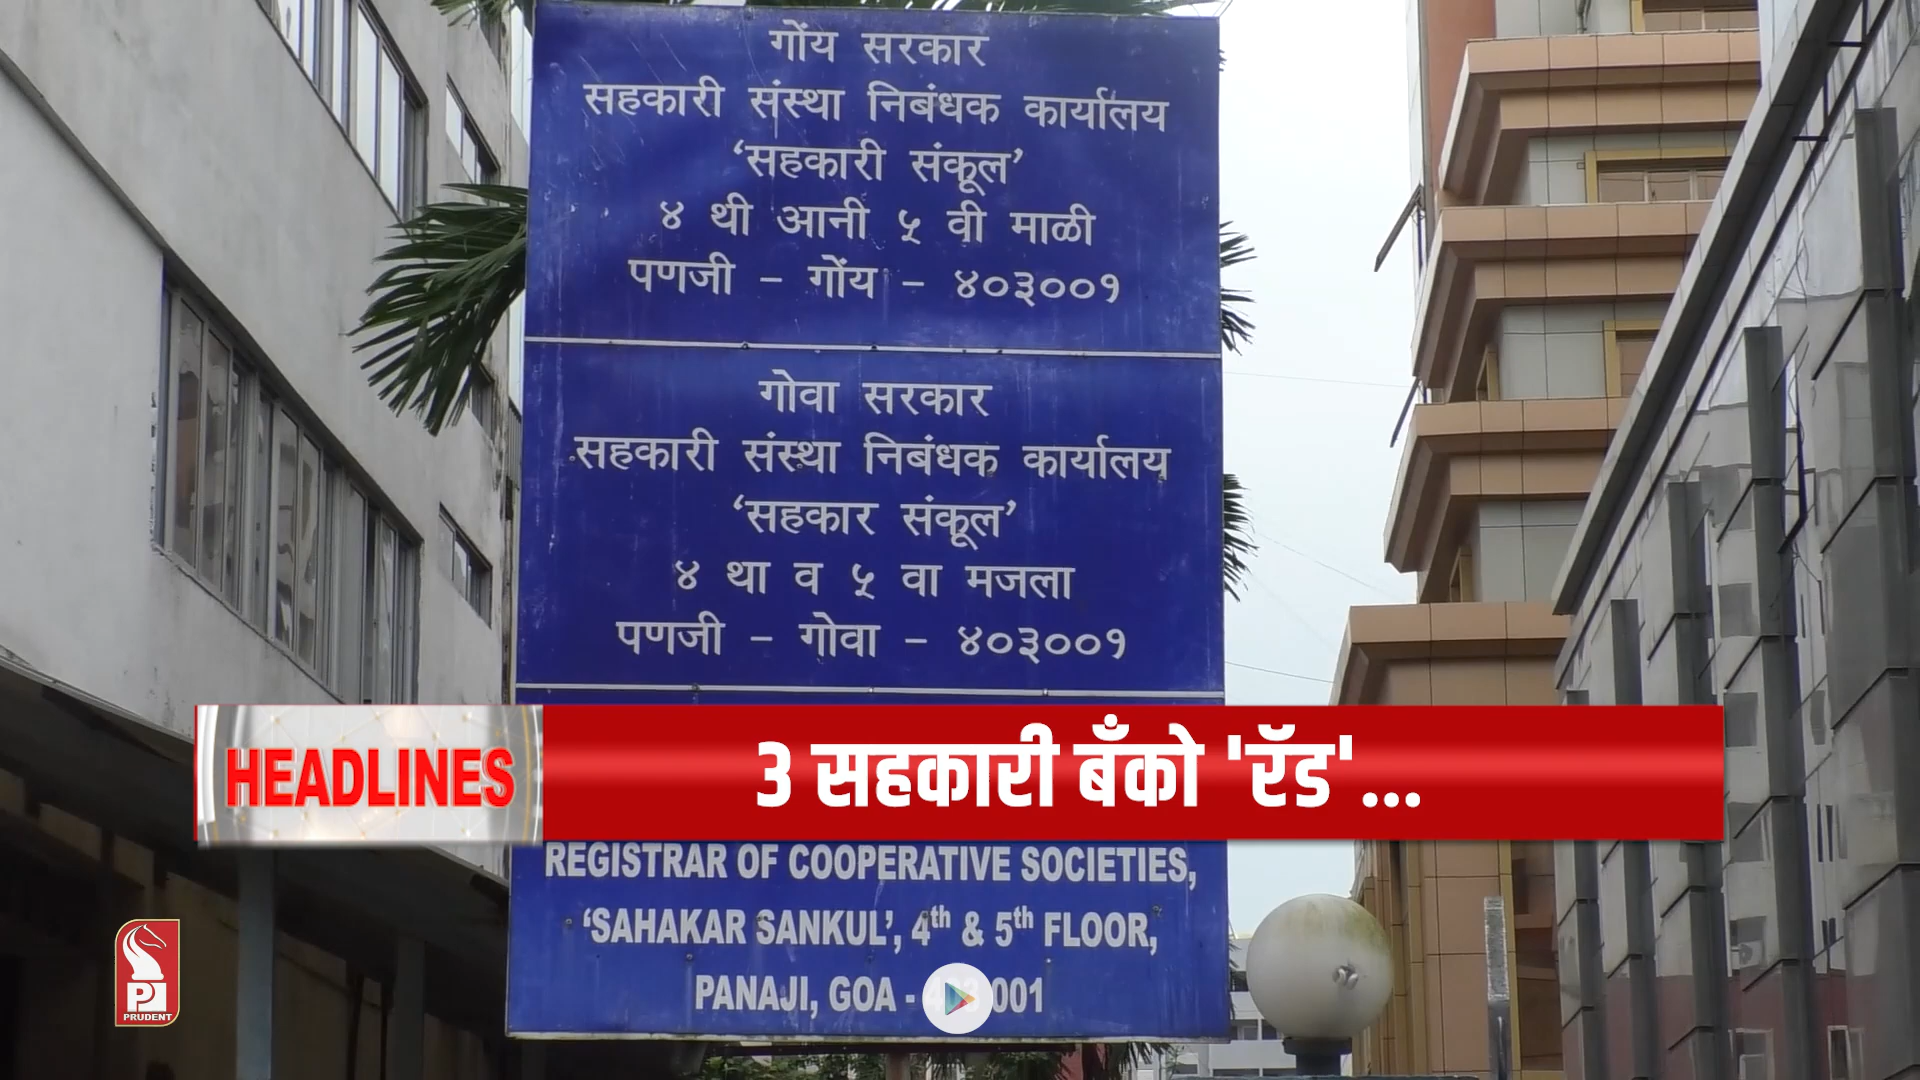 गोंय सरकार
सहकारी संस्था निबंधक कार्यालय
‘सहकारी संकूल’
४ थी आनी ५ वी माळी
पणजी – गोंय – ४०३००१
गोवा सरकार
सहकारी संस्था निबंधक कार्यालय
‘सहकार संकूल’
४ था व ५ वा मजला
पणजी – गोवा – ४०३००१
HEADLINES
3 सहकारी बँको 'रॅड'...
REGISTRAR OF COOPERATIVE SOCIETIES,
‘SAHAKAR SANKUL’, 4th & 5th FLOOR,
PANAJI, GOA - 001
PRUDENT